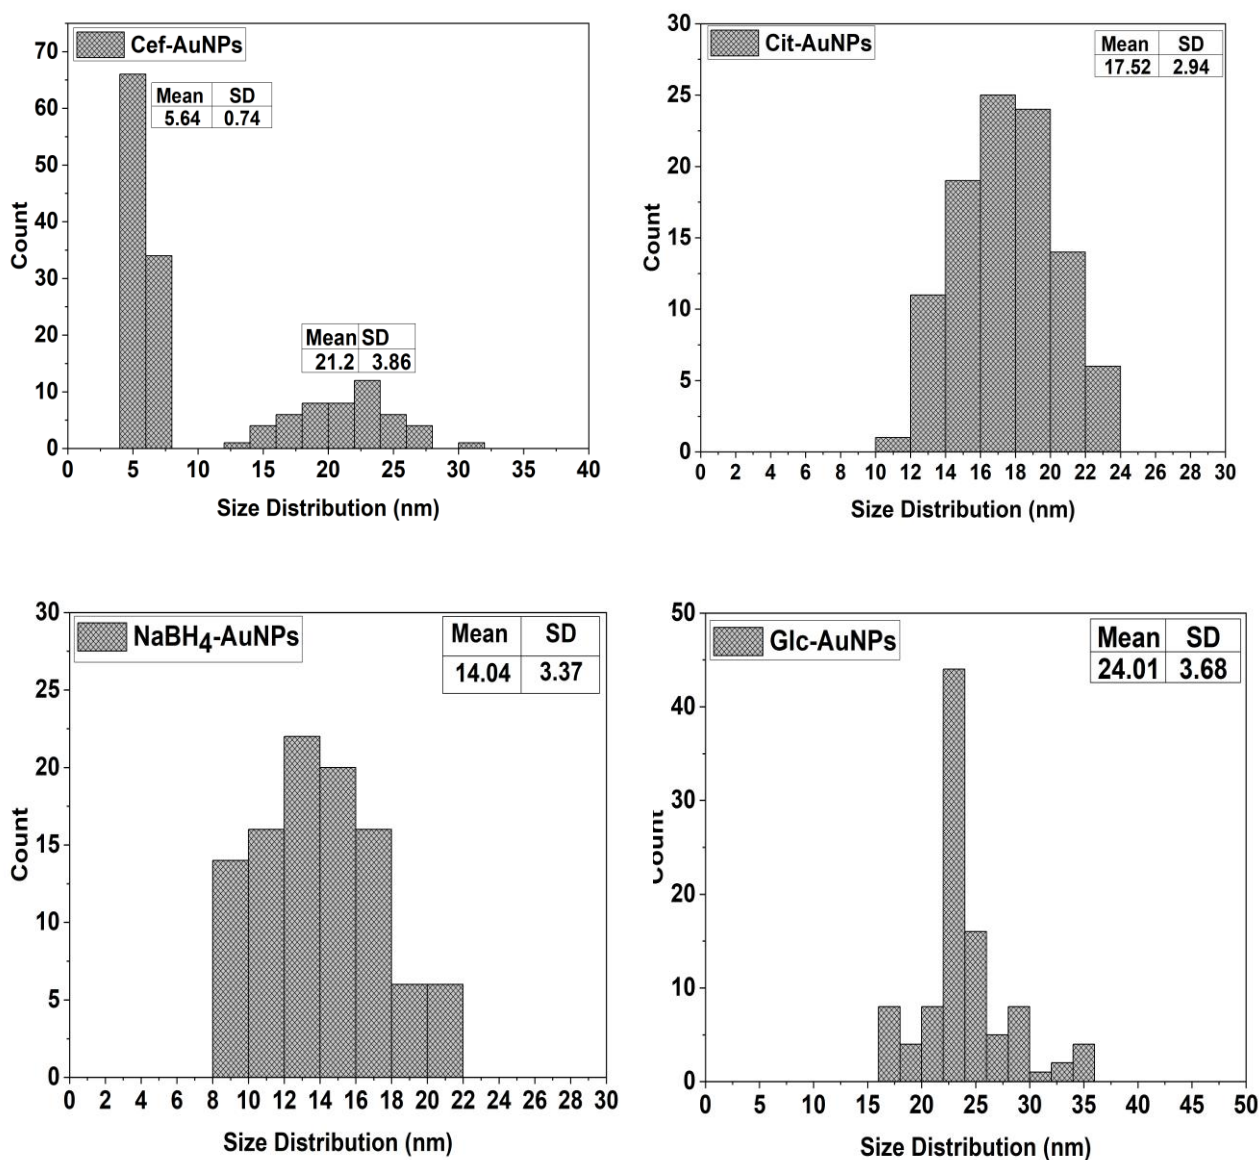 Cef-AuNPs
Mean SD
5.64 0.74
Mean SD
21.2 3.86
70
60
50
40
30
20
10
0
Count
0 5 10 15 20 25 30 35 40
Size Distribution (nm)
Cit-AuNPs
Mean SD
17.52 2.94
30
25
20
15
10
5
0
Count
0 2 4 6 8 10 12 14 16 18 20 22 24 26 28 30
Size Distribution (nm)
NaBH4-AuNPs
Mean SD
14.04 3.37
30
25
20
15
10
5
0
Count
0 2 4 6 8 10 12 14 16 18 20 22 24 26 28 30
Size Distribution (nm)
Glc-AuNPs
Mean SD
24.01 3.68
50
40
30
20
10
0
Count
0 5 10 15 20 25 30 35 40 45 50
Size Distribution (nm)